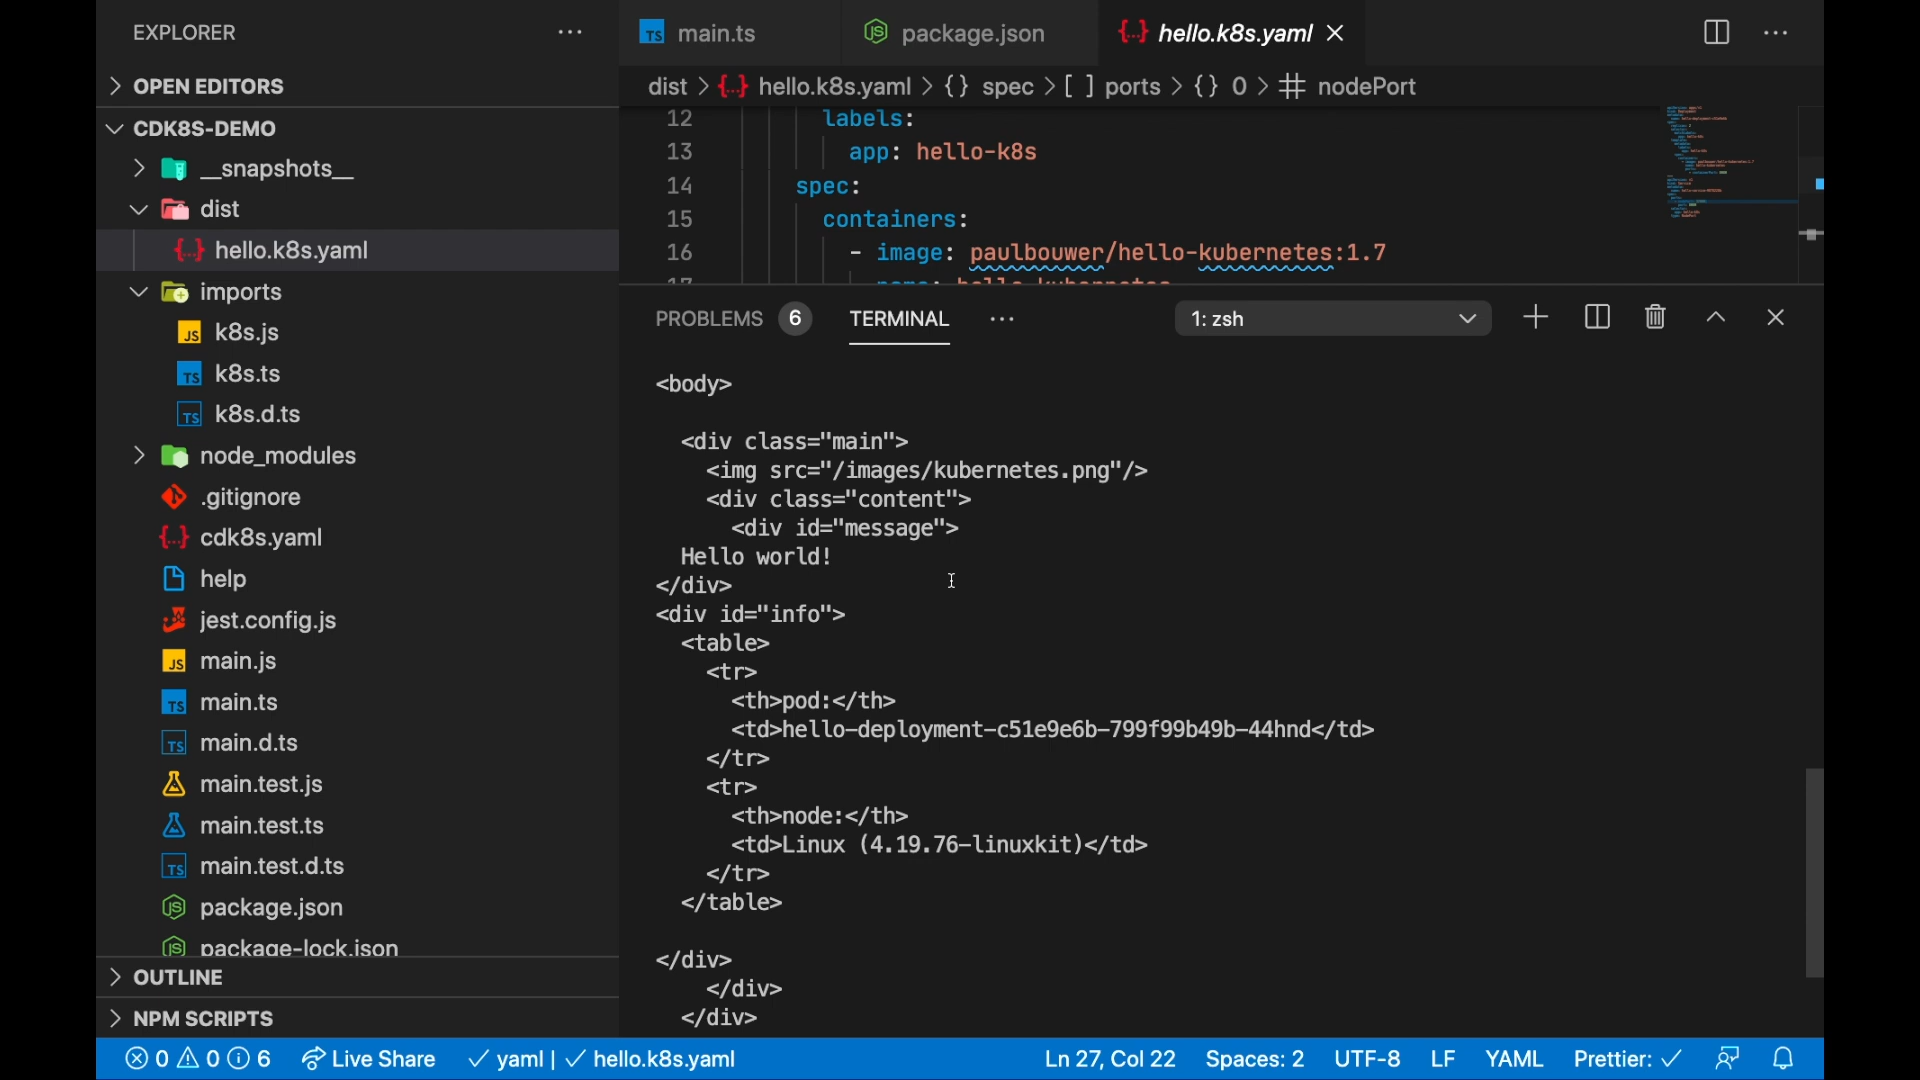 EXPLORER
OPEN EDITORS
CDK8S-DEMO
__snapshots__
dist
hello.k8s.yaml
imports
k8s.js
k8s.ts
k8s.d.ts
node_modules
.gitignore
cdk8s.yaml
help
jest.config.js
main.js
main.ts
main.d.ts
main.test.js
main.test.ts
main.test.d.ts
package.json
package-lock.json
OUTLINE
NPM SCRIPTS
main.ts
package.json
hello.k8s.yaml
dist > hello.k8s.yaml > {} spec > [ ] ports > {} 0 > # nodePort
12 labels:
13 app: hello-k8s
14 spec:
15 containers:
16 - image: paulbouwer/hello-kubernetes:1.7
17 name: hello-kubernetes
PROBLEMS 6
TERMINAL
1: zsh
<body>
<div class="main">
<img src="/images/kubernetes.png"/>
<div class="content">
<div id="message">
Hello world!
</div>
<div id="info">
<table>
<tr>
<th>pod:</th>
<td>hello-deployment-c51e9e6b-799f99b49b-44hnd</td>
</tr>
<tr>
<th>node:</th>
<td>Linux (4.19.76-linuxkit)</td>
</tr>
</table>
</div>
</div>
</div>
0 0 6 Live Share yaml | hello.k8s.yaml Ln 27, Col 22 Spaces: 2 UTF-8 LF YAML Prettier: